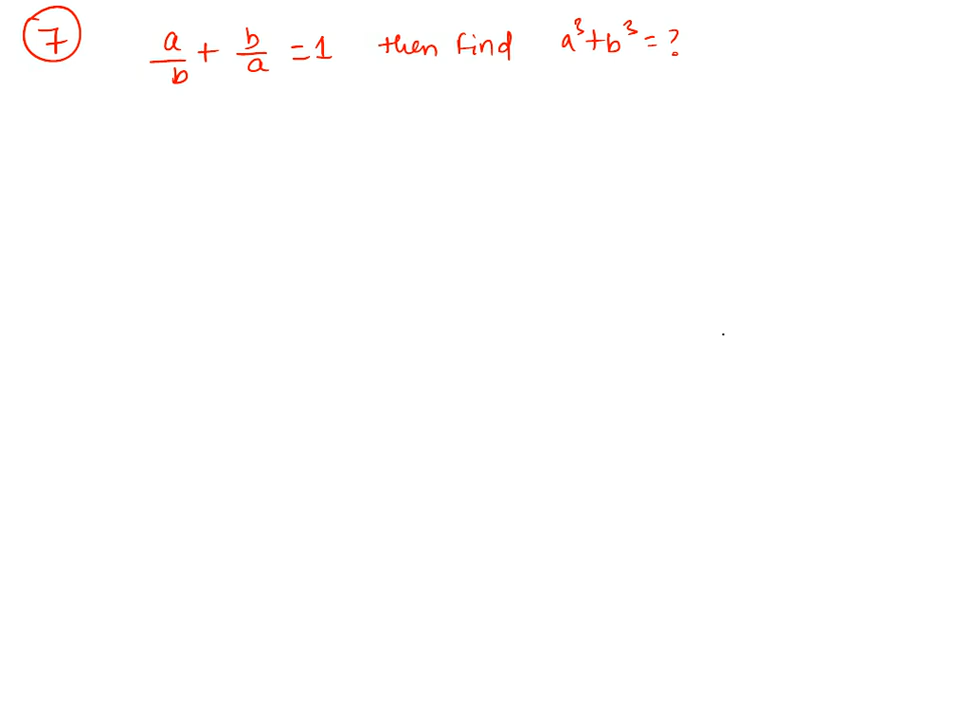 7 a/b + b/a = 1 then find a³+b³ = ?